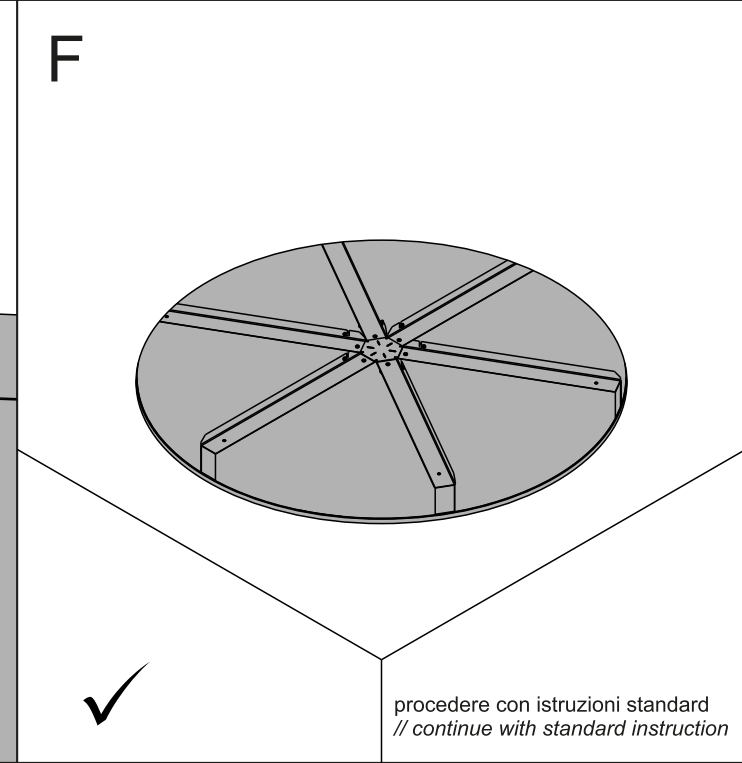 F
procedere con istruzioni standard
// continue with standard instruction